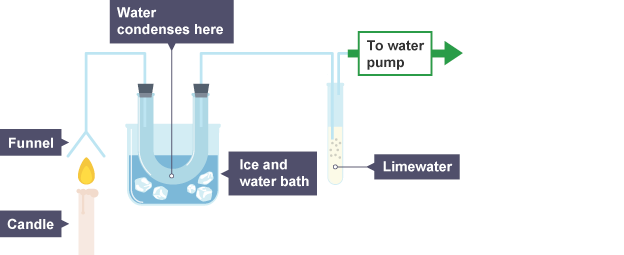 Water
condenses here
To water
pump
Funnel
Ice and
water bath
Limewater
Candle